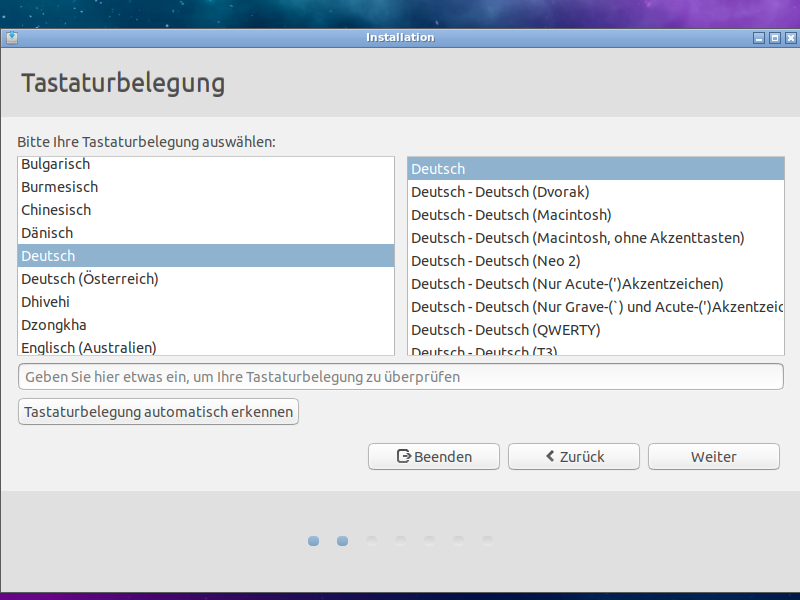 Installation
Tastaturbelegung
Bitte Ihre Tastaturbelegung auswählen:
Bulgarisch
Burmesisch
Chinesisch
Dänisch
Deutsch
Deutsch (Österreich)
Dhivehi
Dzongkha
Englisch (Australien)
Deutsch
Deutsch - Deutsch (Dvorak)
Deutsch - Deutsch (Macintosh)
Deutsch - Deutsch (Macintosh, ohne Akzenttasten)
Deutsch - Deutsch (Neo 2)
Deutsch - Deutsch (Nur Acute-(')Akzentzeichen)
Deutsch - Deutsch (Nur Grave-(`) und Acute-(')Akzentzeic
Deutsch - Deutsch (QWERTY)
Deutsch - Deutsch (T3)
Geben Sie hier etwas ein, um Ihre Tastaturbelegung zu überprüfen
Tastaturbelegung automatisch erkennen
Beenden
Zurück
Weiter